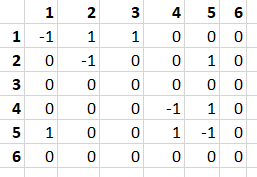 1 2 3 4 5 6
1 -1 1 1 0 0 0
2 0 -1 0 0 1 0
3 0 0 0 0 0 0
4 0 0 0 -1 1 0
5 1 0 0 1 -1 0
6 0 0 0 0 0 0